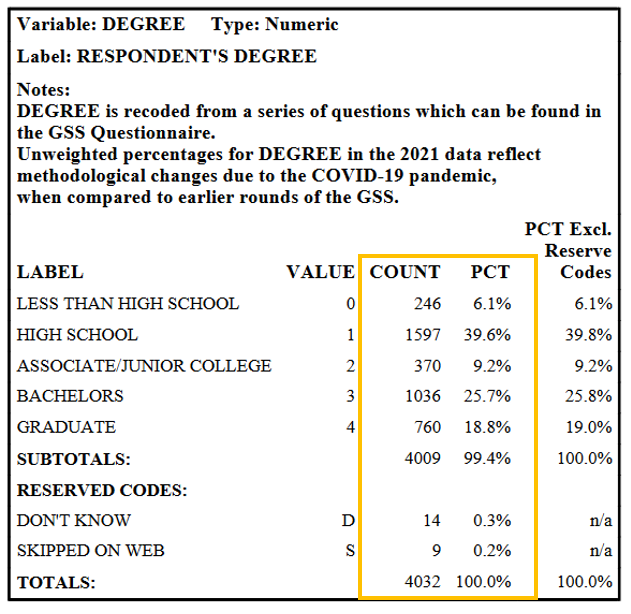 Variable: DEGREE Type: Numeric
Label: RESPONDENT'S DEGREE
Notes:
DEGREE is recoded from a series of questions which can be found in
the GSS Questionnaire.
Unweighted percentages for DEGREE in the 2021 data reflect
methodological changes due to the COVID-19 pandemic,
when compared to earlier rounds of the GSS.
PCT Excl.
Reserve
LABEL VALUE COUNT PCT Codes
LESS THAN HIGH SCHOOL 0 246 6.1% 6.1%
HIGH SCHOOL 1 1597 39.6% 39.8%
ASSOCIATE/JUNIOR COLLEGE 2 370 9.2% 9.2%
BACHELORS 3 1036 25.7% 25.8%
GRADUATE 4 760 18.8% 19.0%
SUBTOTALS: 4009 99.4% 100.0%
RESERVED CODES:
DON'T KNOW D 14 0.3% n/a
SKIPPED ON WEB S 9 0.2% n/a
TOTALS: 4032 100.0% 100.0%